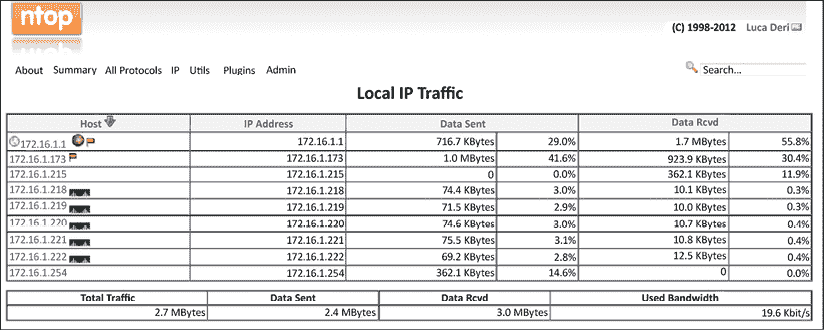 ntop
(C) 1998-2012 Luca Deri
About Summary All Protocols IP Utils Plugins Admin
Search...
Local IP Traffic
Host IP Address Data Sent Data Rcvd
172.16.1.1 172.16.1.1 716.7 KBytes 29.0% 1.7 MBytes 55.8%
172.16.1.173 172.16.1.173 1.0 MBytes 41.6% 923.9 KBytes 30.4%
172.16.1.215 172.16.1.215 0 0.0% 362.1 KBytes 11.9%
172.16.1.218 172.16.1.218 74.4 KBytes 3.0% 10.1 KBytes 0.3%
172.16.1.219 172.16.1.219 71.5 KBytes 2.9% 10.0 KBytes 0.3%
172.16.1.220 172.16.1.220 74.6 KBytes 3.0% 10.7 KBytes 0.4%
172.16.1.221 172.16.1.221 75.5 KBytes 3.1% 10.8 KBytes 0.4%
172.16.1.222 172.16.1.222 69.2 KBytes 2.8% 12.5 KBytes 0.4%
172.16.1.254 172.16.1.254 362.1 KBytes 14.6% 0 0.0%
Total Traffic Data Sent Data Rcvd Used Bandwidth
2.7 MBytes 2.4 MBytes 3.0 MBytes 19.6 Kbit/s